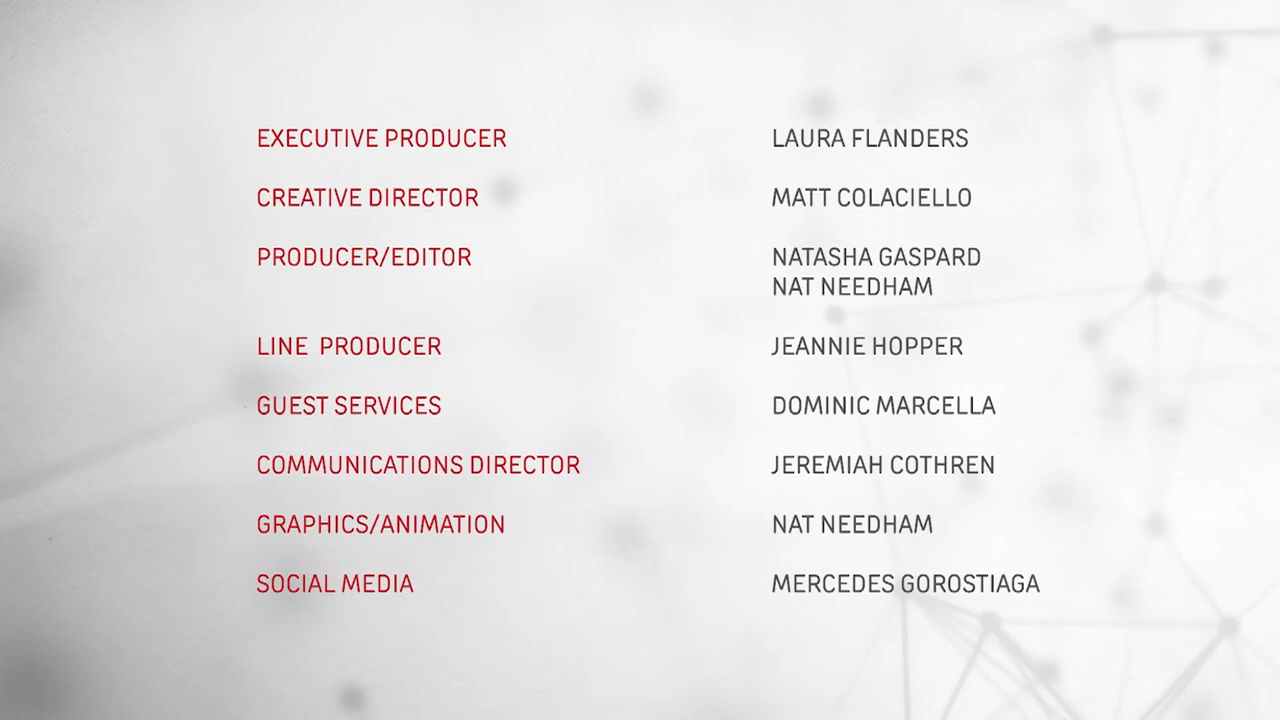 EXECUTIVE PRODUCER LAURA FLANDERS
CREATIVE DIRECTOR MATT COLACIELLO
PRODUCER/EDITOR NATASHA GASPARD
NAT NEEDHAM
LINE PRODUCER JEANNIE HOPPER
GUEST SERVICES DOMINIC MARCELLA
COMMUNICATIONS DIRECTOR JEREMIAH COTHREN
GRAPHICS/ANIMATION NAT NEEDHAM
SOCIAL MEDIA MERCEDES GOROSTIAGA